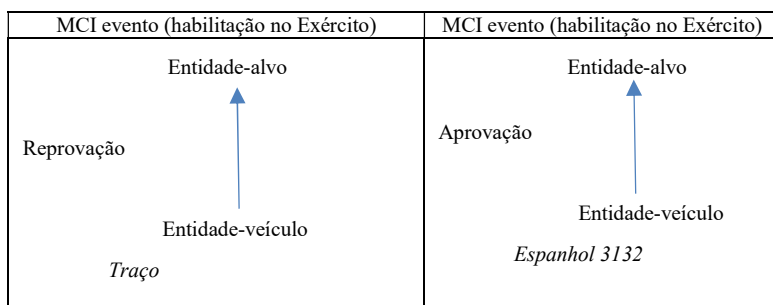 MCI evento (habilitação no Exército)
Entidade-alvo
Reprovação
Entidade-veículo
Traço
MCI evento (habilitação no Exército)
Entidade-alvo
Aprovação
Entidade-veículo
Espanhol 3132